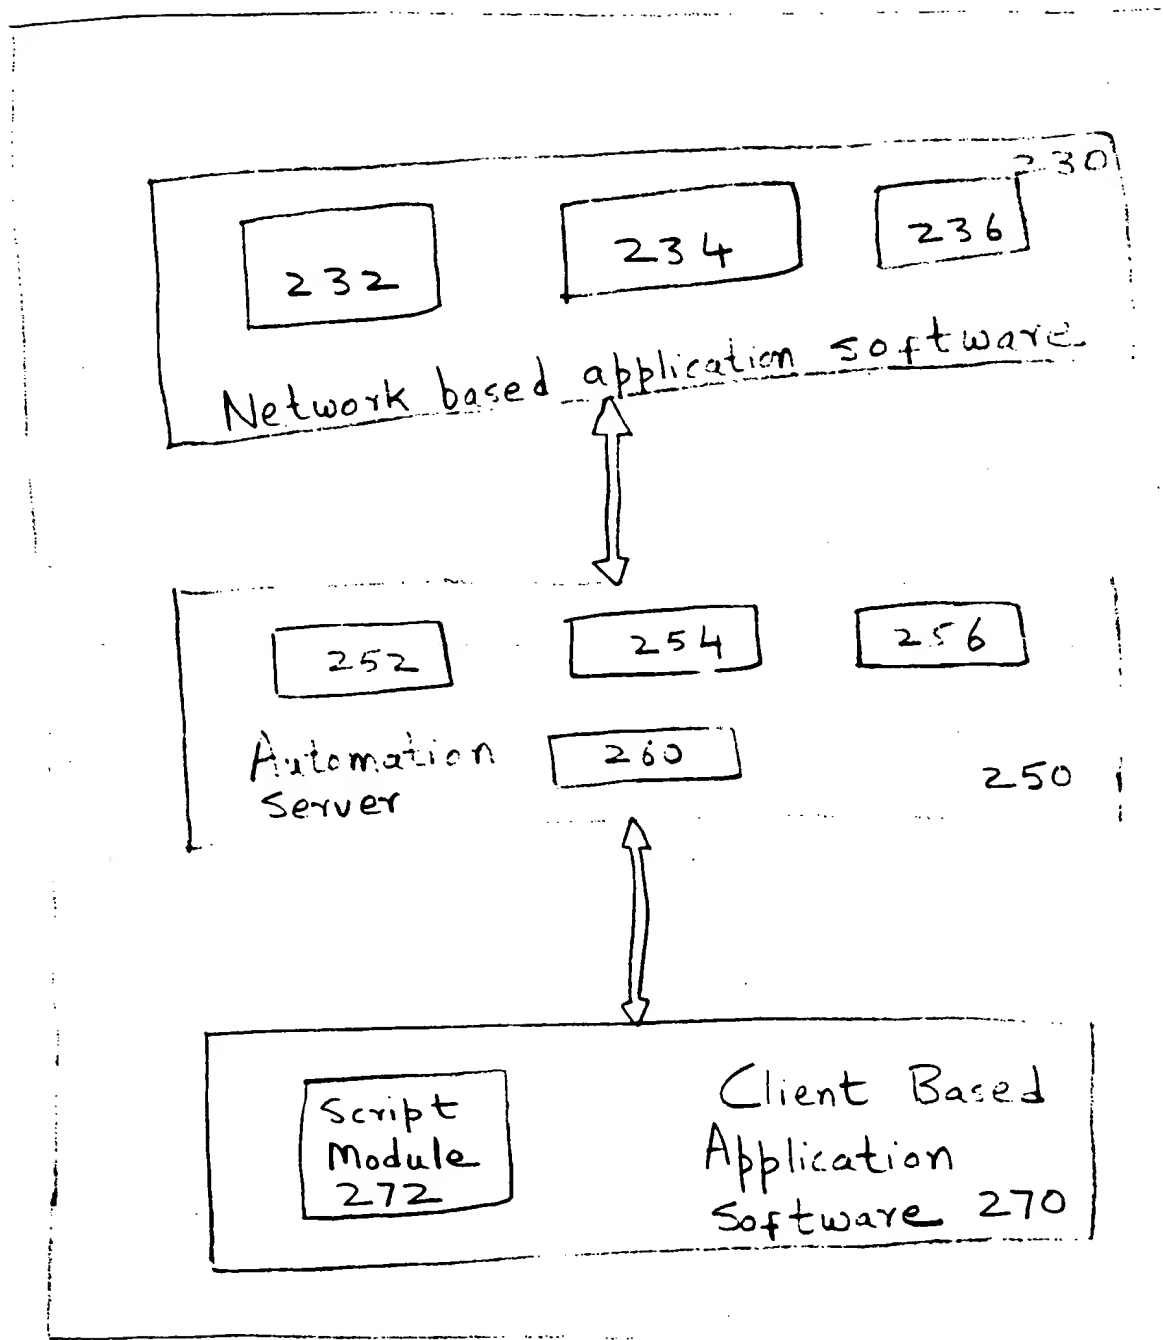 230
232
234
236
Network based application software
252
254
256
Automation
Server
260
250
Script
Module
272
Client Based
Application
Software 270